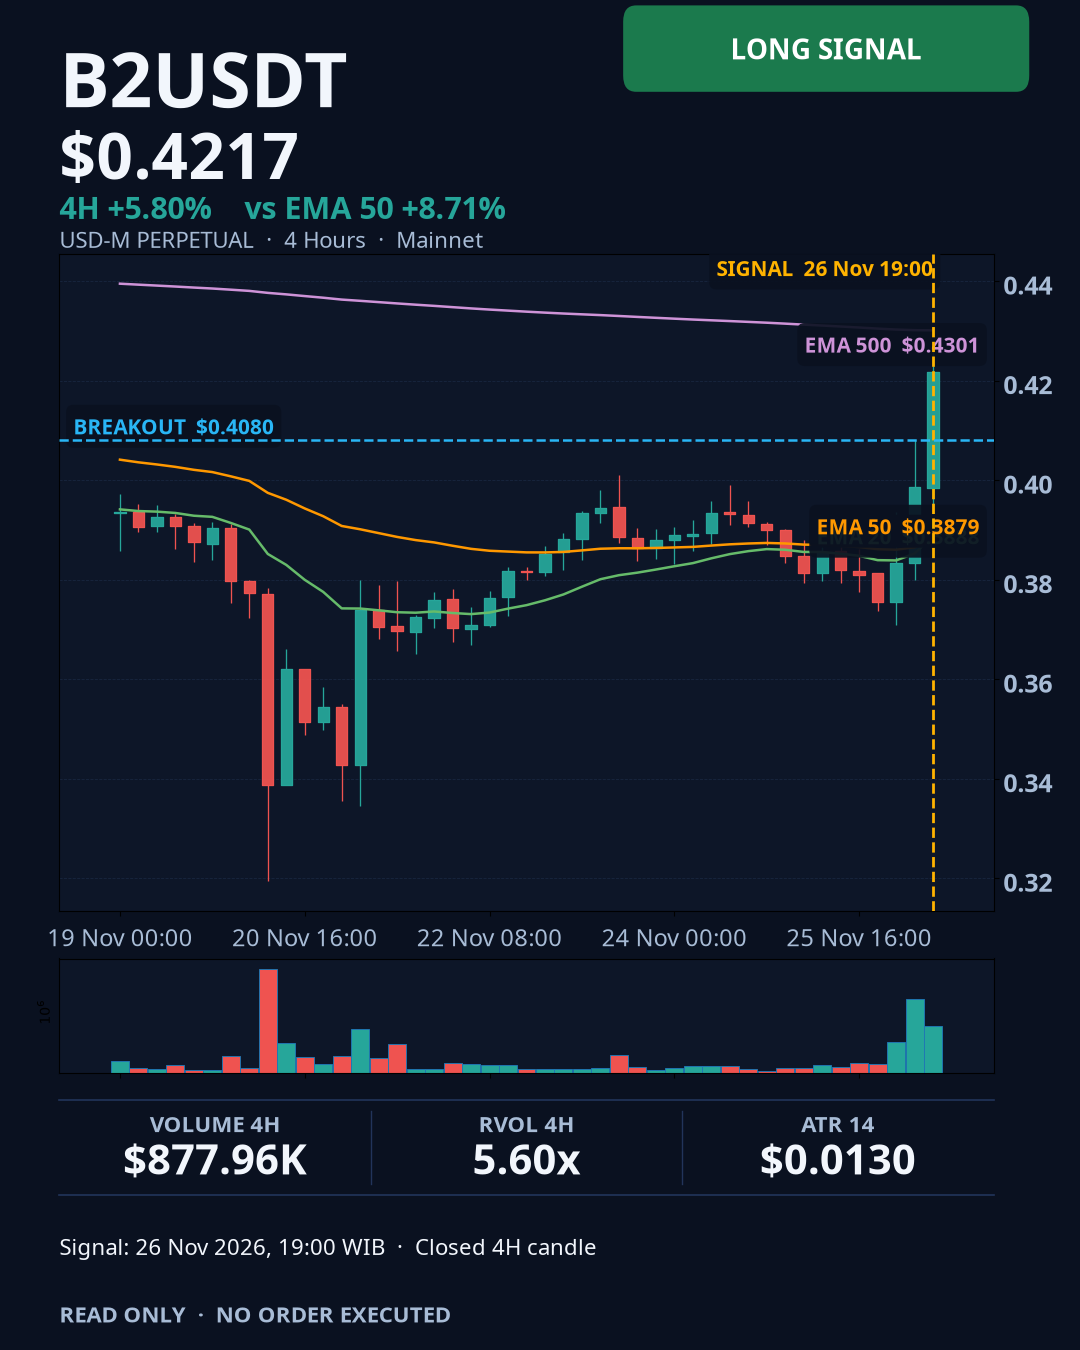 B2USDT
LONG SIGNAL
$0.4217
4H +5.80% vs EMA 50 +8.71%
USD-M PERPETUAL · 4 Hours · Mainnet
SIGNAL 26 Nov 19:00
0.44
EMA 500 $0.4301
0.42
BREAKOUT $0.4080
0.40
EMA 50 $0.3879
0.38
0.36
0.34
0.32
19 Nov 00:00
20 Nov 16:00
22 Nov 08:00
24 Nov 00:00
25 Nov 16:00
10⁶
VOLUME 4H
$877.96K
RVOL 4H
5.60x
ATR 14
$0.0130
Signal: 26 Nov 2026, 19:00 WIB · Closed 4H candle
READ ONLY · NO ORDER EXECUTED